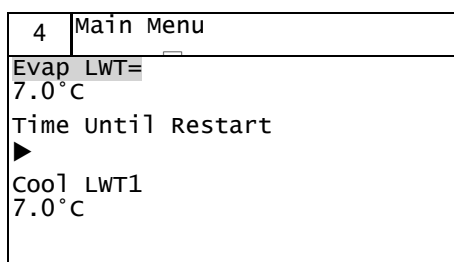 4 Main Menu
Evap LWT=
7.0°C
Time Until Restart
▶
Cool LWT1
7.0°C